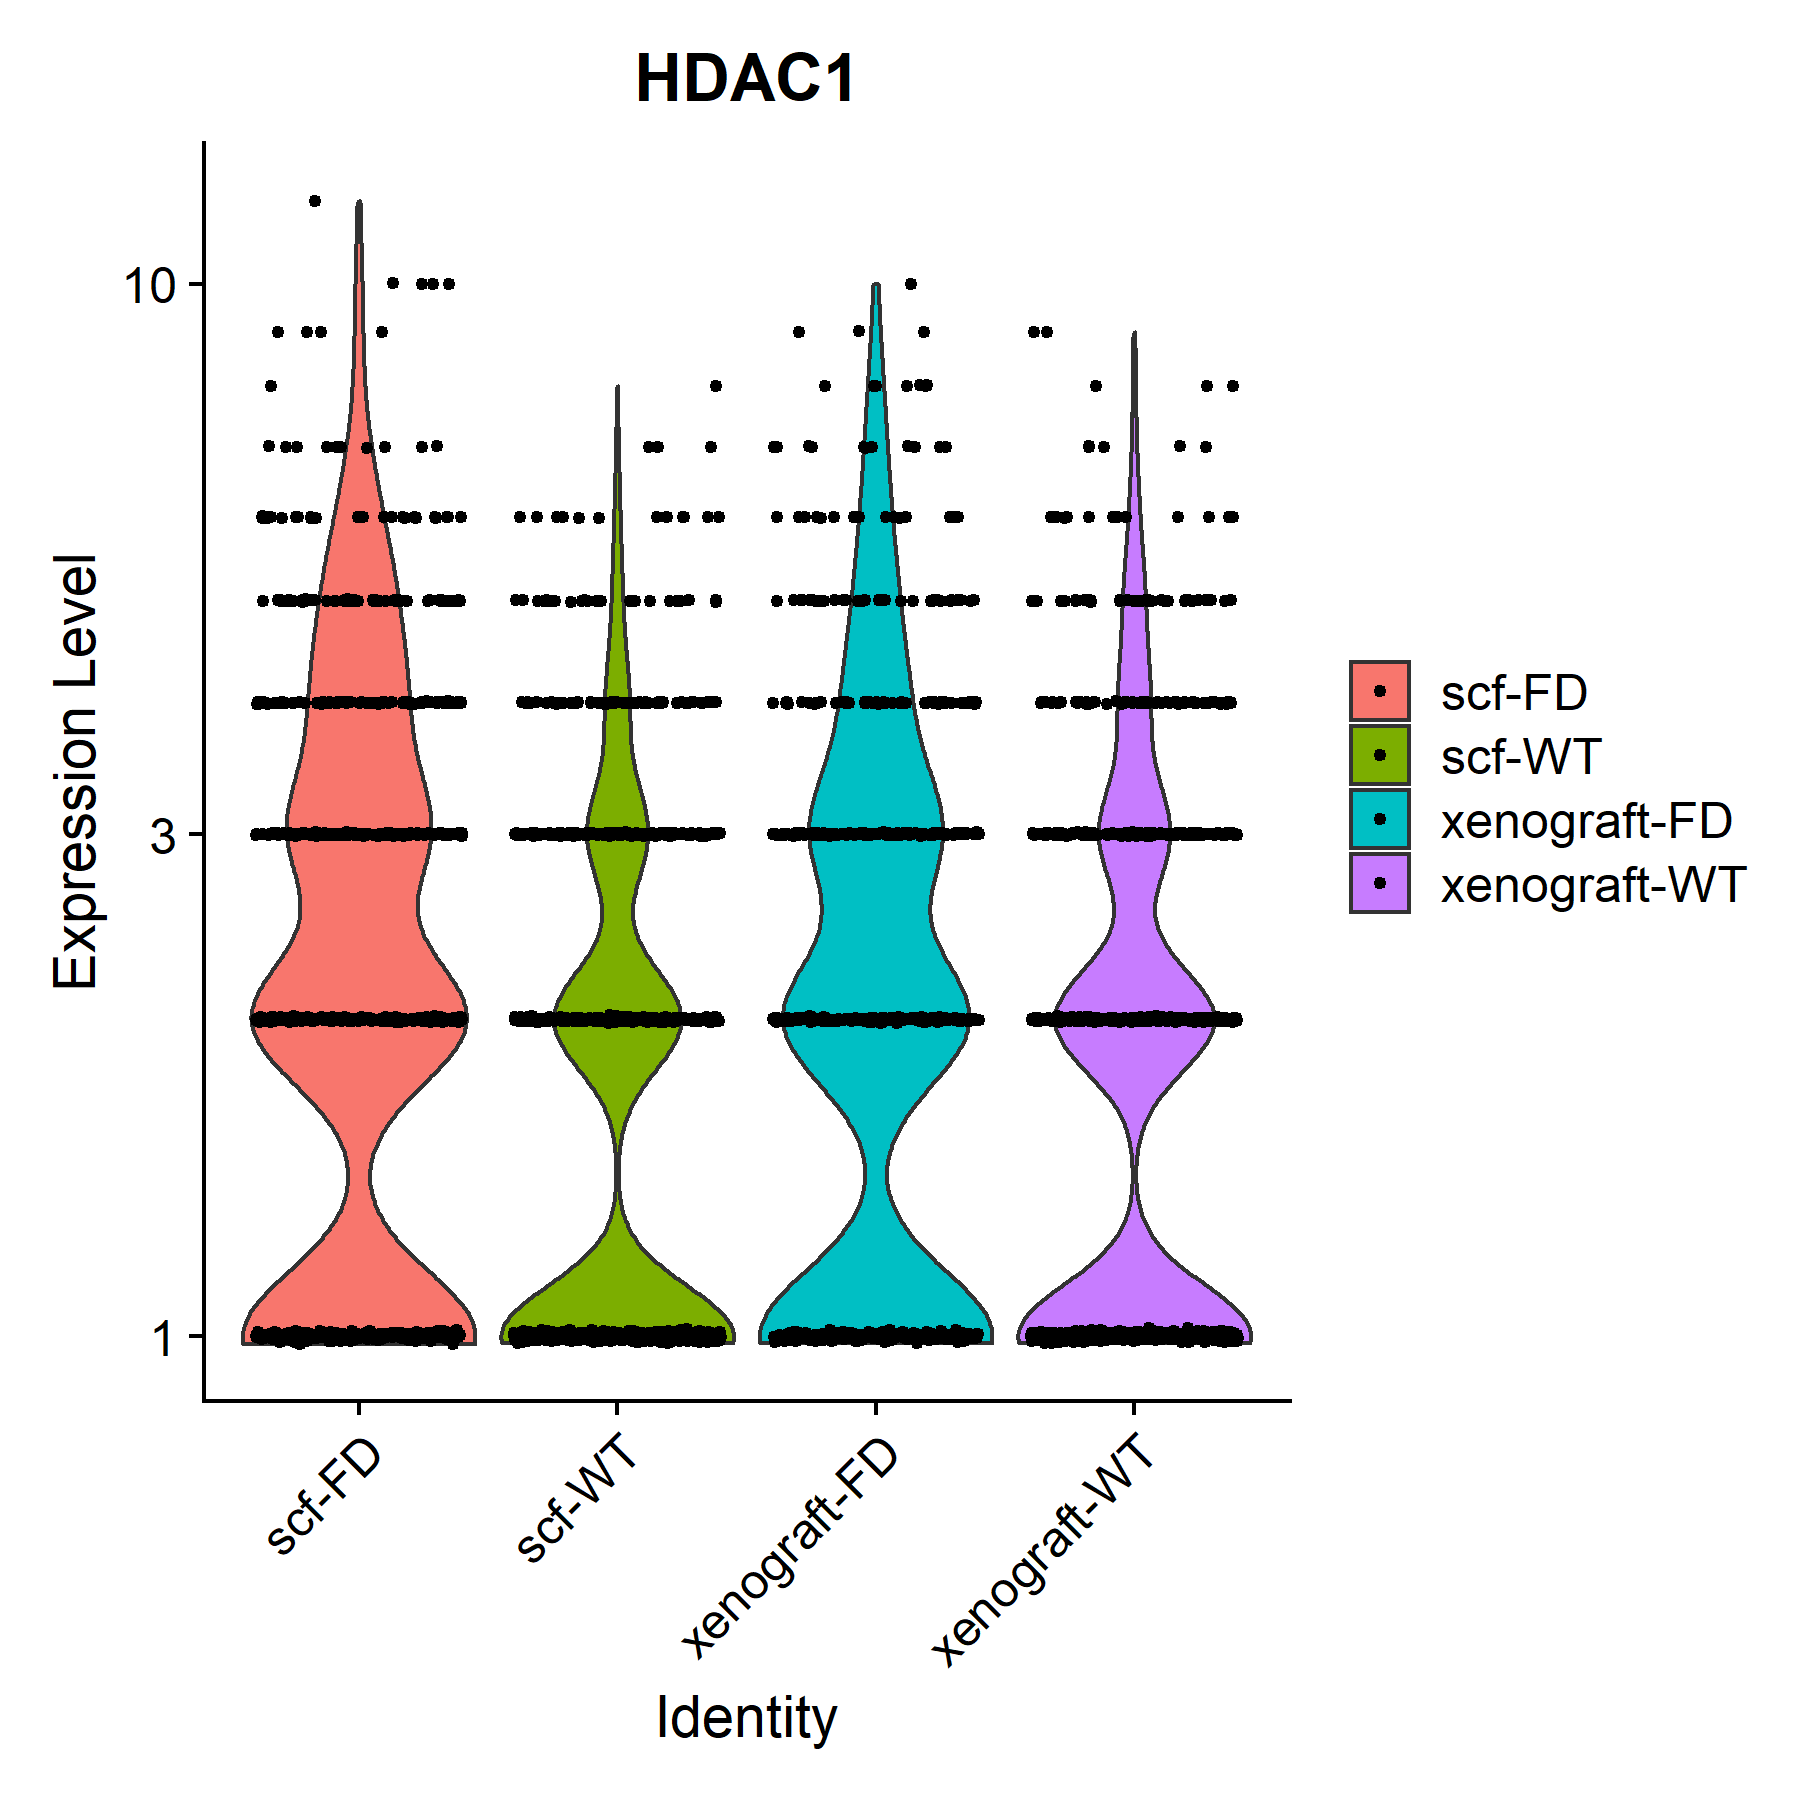 HDAC1
Expression Level
10
3
1
scf-FD
scf-WT
xenograft-FD
xenograft-WT
Identity
scf-FD
scf-WT
xenograft-FD
xenograft-WT